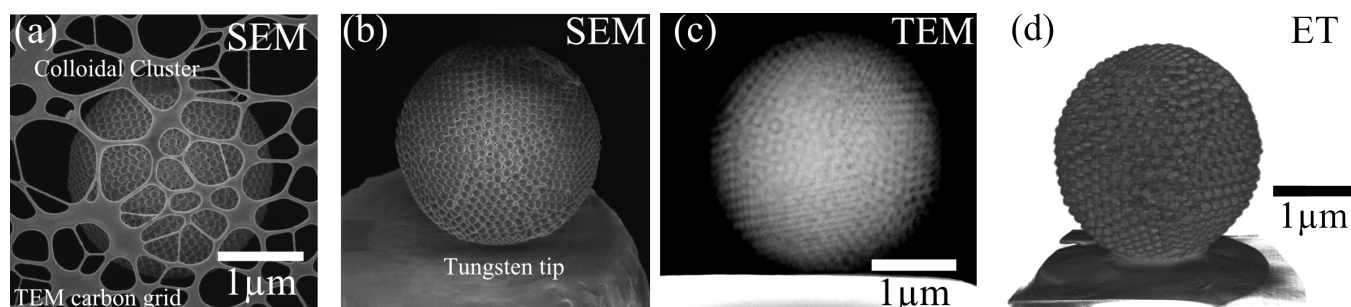 (a)
SEM
Colloidal Cluster
1µm
TEM carbon grid
(b)
SEM
Tungsten tip
(c)
TEM
1µm
(d)
ET
1µm